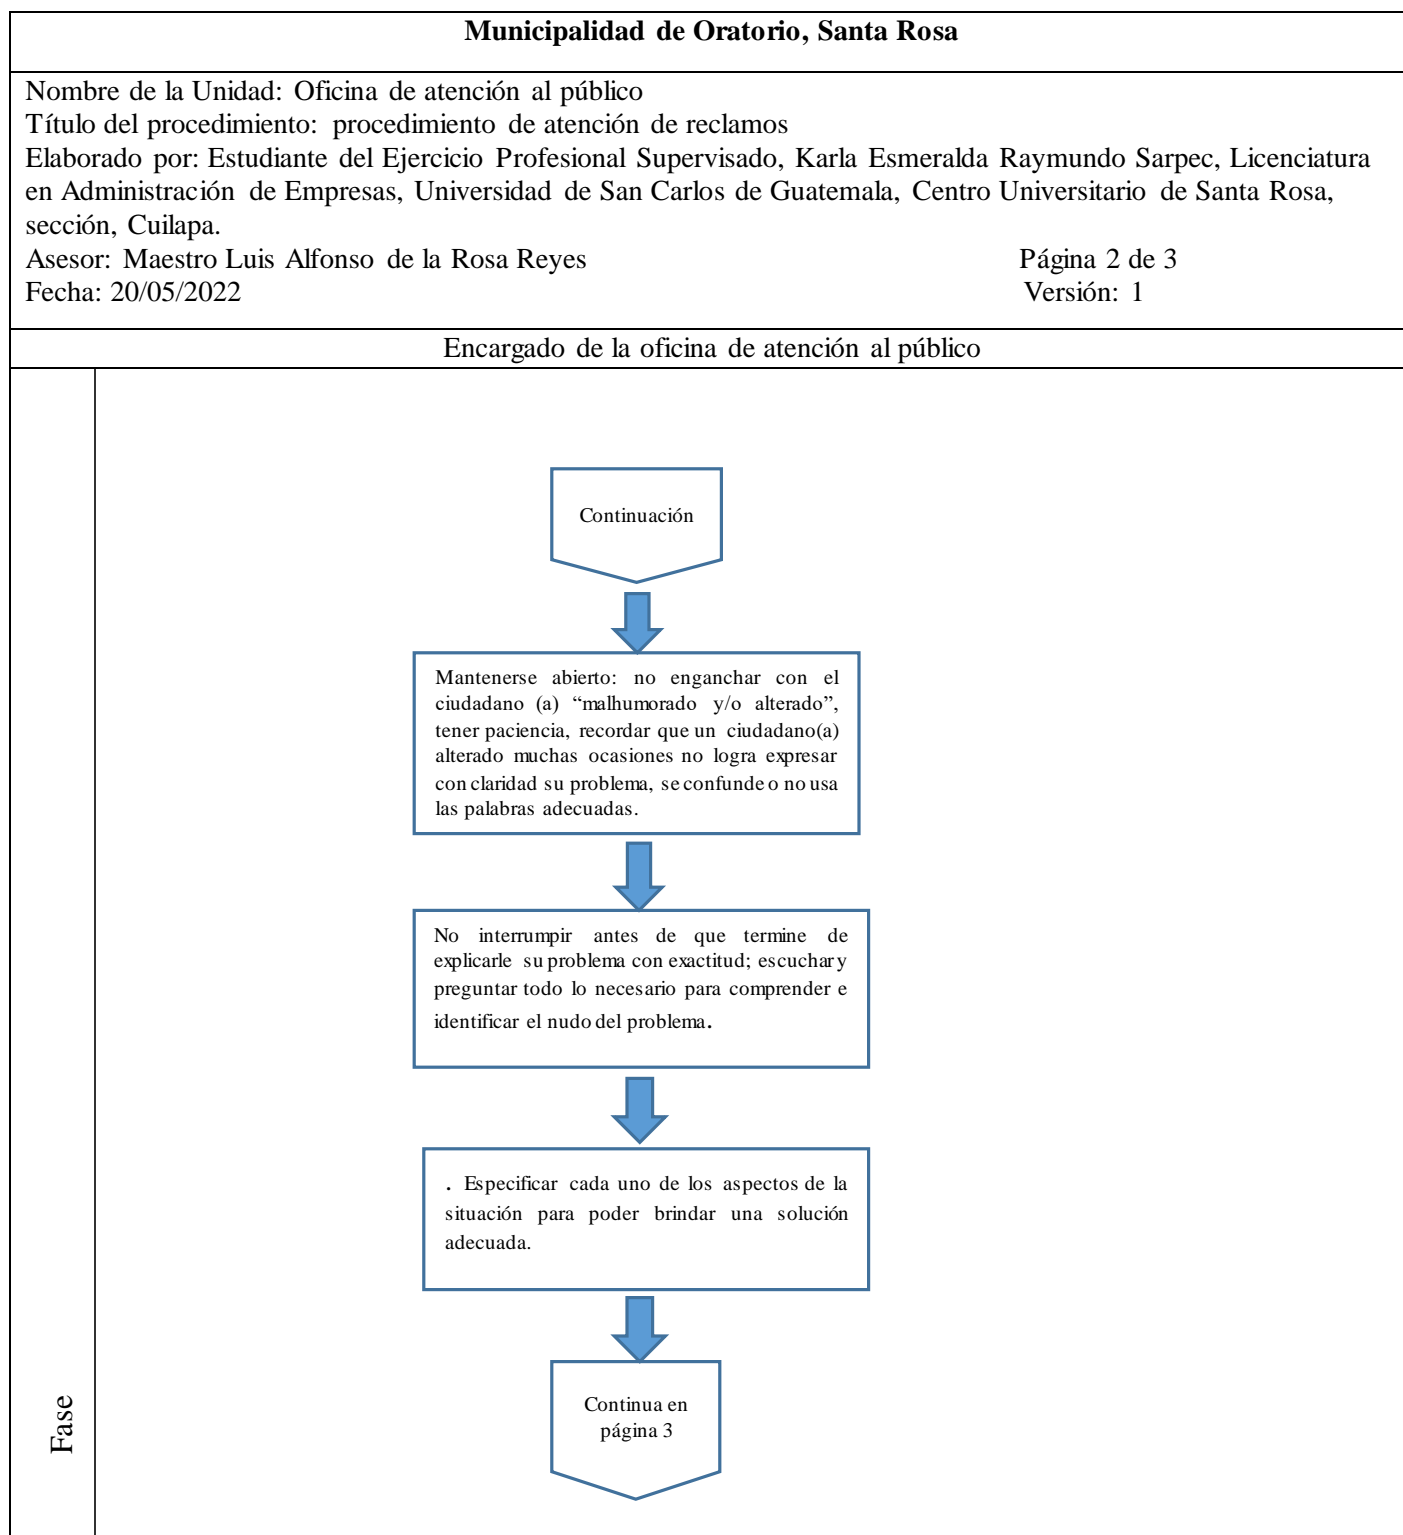 Municipalidad de Oratorio, Santa Rosa
Nombre de la Unidad: Oficina de atención al público
Título del procedimiento: procedimiento de atención de reclamos
Elaborado por: Estudiante del Ejercicio Profesional Supervisado, Karla Esmeralda Raymundo Sarpec, Licenciatura
en Administración de Empresas, Universidad de San Carlos de Guatemala, Centro Universitario de Santa Rosa,
sección, Cuilapa.
Asesor: Maestro Luis Alfonso de la Rosa Reyes Página 2 de 3
Fecha: 20/05/2022 Versión: 1
Encargado de la oficina de atención al público
Continuación
Mantenerse abierto: no enganchar con el
ciudadano (a) “malhumorado y/o alterado”,
tener paciencia, recordar que un ciudadano(a)
alterado muchas ocasiones no logra expresar
con claridad su problema, se confunde o no usa
las palabras adecuadas.
No interrumpir antes de que termine de
explicarle su problema con exactitud; escuchar y
preguntar todo lo necesario para comprender e
identificar el nudo del problema.
. Especificar cada uno de los aspectos de la
situación para poder brindar una solución
adecuada.
Continua en
página 3
Fase